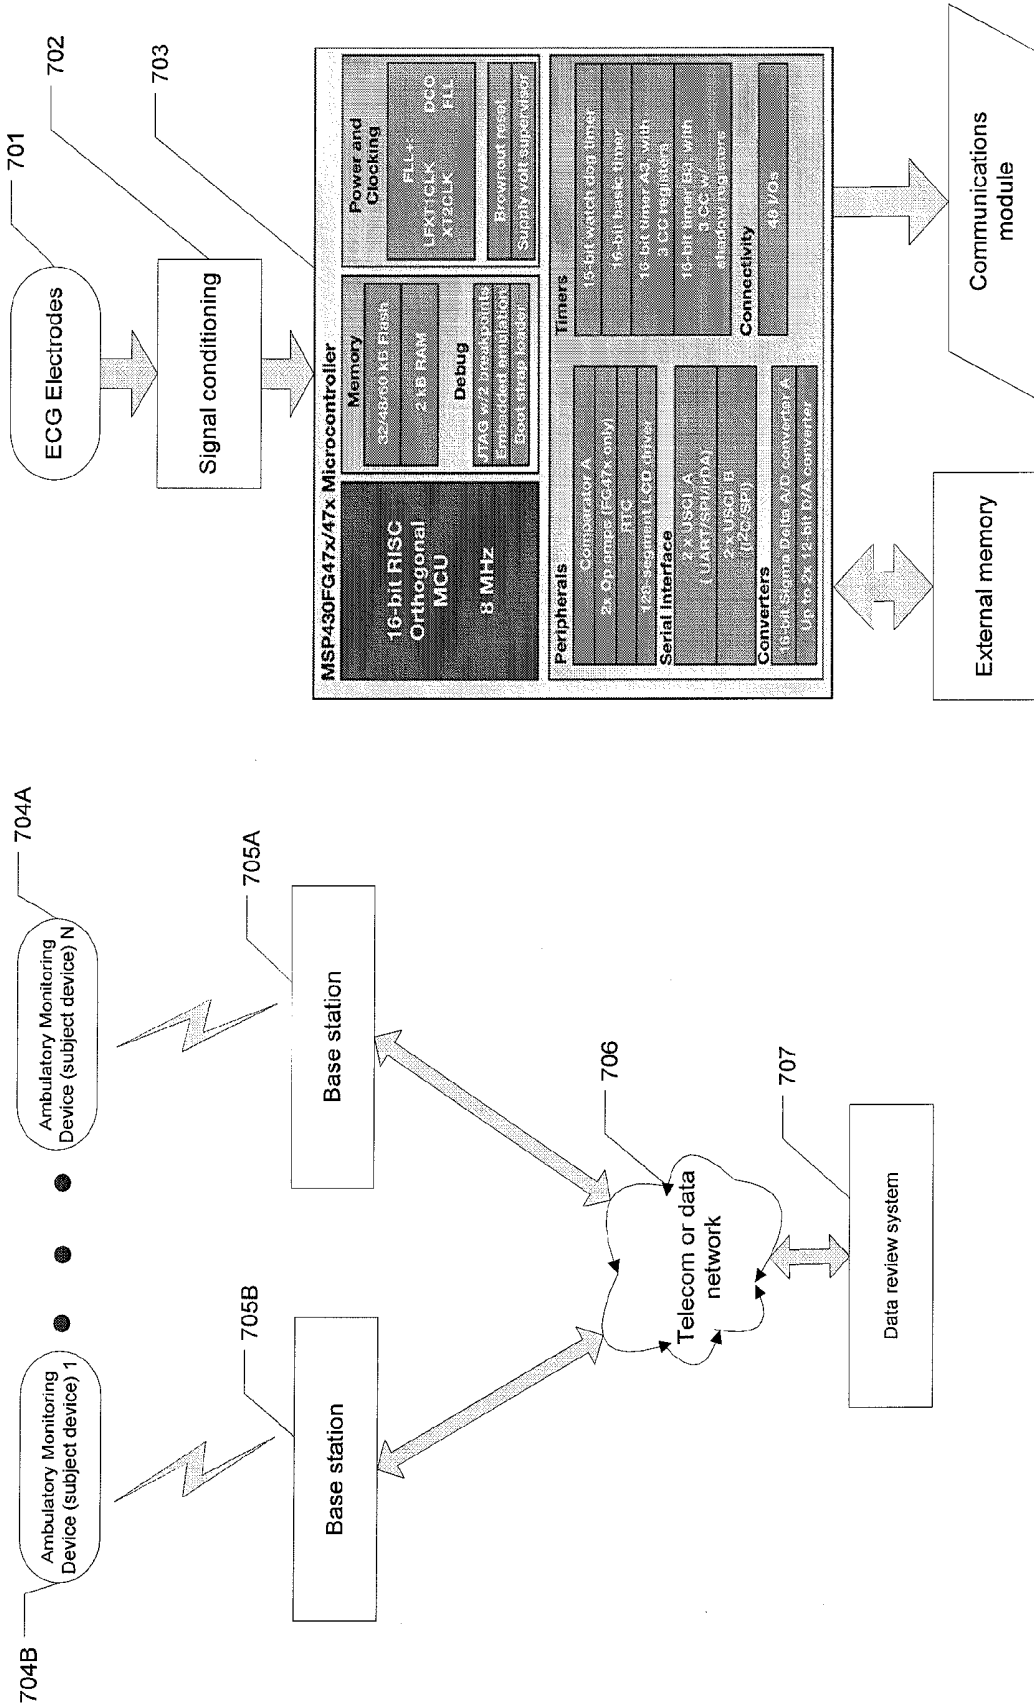 704B
Ambulatory Monitoring
Device (subject device) 1
705B
Base station
704A
Ambulatory Monitoring
Device (subject device) N
705A
Base station
706
Telecom or data
network
707
Data review system
701
ECG Electrodes
702
Signal conditioning
703
MSP430FG47x/47x Microcontroller
16-bit RISC
Orthogonal
MCU
8 MHz
Memory
32/48/60 KB Flash
2 kB RAM
Debug
JTAG w/2 breakpoints
Embedded emulation
Boot strap loader
Power and
Clocking
FLL+:
LFXT1CLK DCO
XT2CLK FLL
Brown out reset
Supply volt supervisor
Peripherals
Comparator A
2x Op amps (FG47x only)
RTC
128-segment LCD driver
Serial Interface
2 x USCI_A
(UART/SPI/IrDA)
2 x USCI B
(I2c/SPI)
Converters
16-bit Sigma Delta A/D converter A
Up to 2x 12-bit D/A converter
Timers
16-bit watch dog timer
16-bit basic timer
16-bit timer A3, with
3 CC registers
16-bit timer B3, with
3 CC w/
shadow registers
Connectivity
48 I/Os
External memory
Communications
module